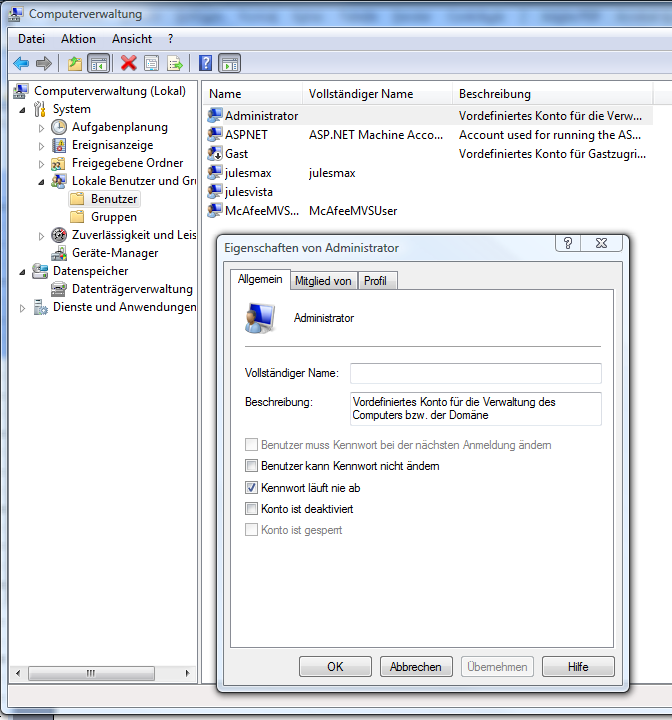 Computerverwaltung
Datei Aktion Ansicht ?
Computerverwaltung (Lokal)
System
Aufgabenplanung
Ereignisanzeige
Freigegebene Ordner
Lokale Benutzer und Gru
Benutzer
Gruppen
Zuverlässigkeit und Leis
Geräte-Manager
Datenspeicher
Datenträgerverwaltung
Dienste und Anwendungen
Name Vollständiger Name Beschreibung
Administrator Vordefiniertes Konto für die Verw...
ASPNET ASP.NET Machine Acco... Account used for running the AS...
Gast Vordefiniertes Konto für Gastzugri...
julesmax julesmax
julesvista
McAfeeMVS... McAfeeMVSUser
Eigenschaften von Administrator
Allgemein Mitglied von Profil
Administrator
Vollständiger Name:
Beschreibung: Vordefiniertes Konto für die Verwaltung des
Computers bzw. der Domäne
Benutzer muss Kennwort bei der nächsten Anmeldung ändern
Benutzer kann Kennwort nicht ändern
Kennwort läuft nie ab
Konto ist deaktiviert
Konto ist gesperrt
OK Abbrechen Übernehmen Hilfe